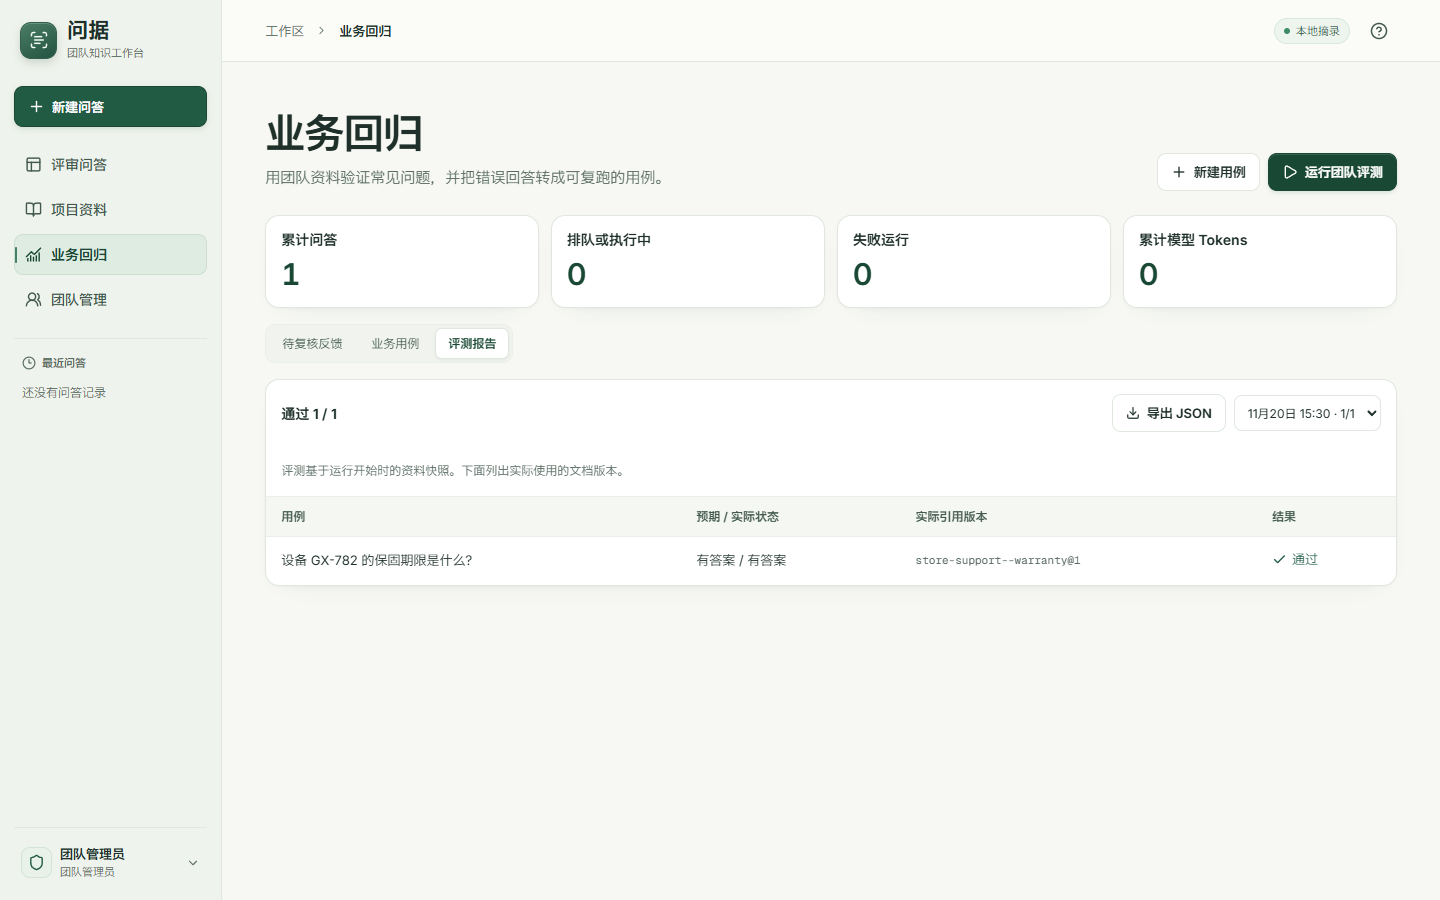 问据
团队知识工作台
新建问答
评审问答
项目资料
业务回归
团队管理
最近问答
还没有问答记录
团队管理员
团队管理员
工作区 > 业务回归
本地摘录
业务回归
用团队资料验证常见问题，并把错误回答转成可复跑的用例。
新建用例
运行团队评测
累计问答
1
排队或执行中
0
失败运行
0
累计模型 Tokens
0
待复核反馈 业务用例 评测报告
通过 1 / 1
导出 JSON
11月20日 15:30 · 1/1
评测基于运行开始时的资料快照。下面列出实际使用的文档版本。
用例 预期 / 实际状态 实际引用版本 结果
设备 GX-782 的保固期限是什么? 有答案 / 有答案 store-support--warranty@1 通过